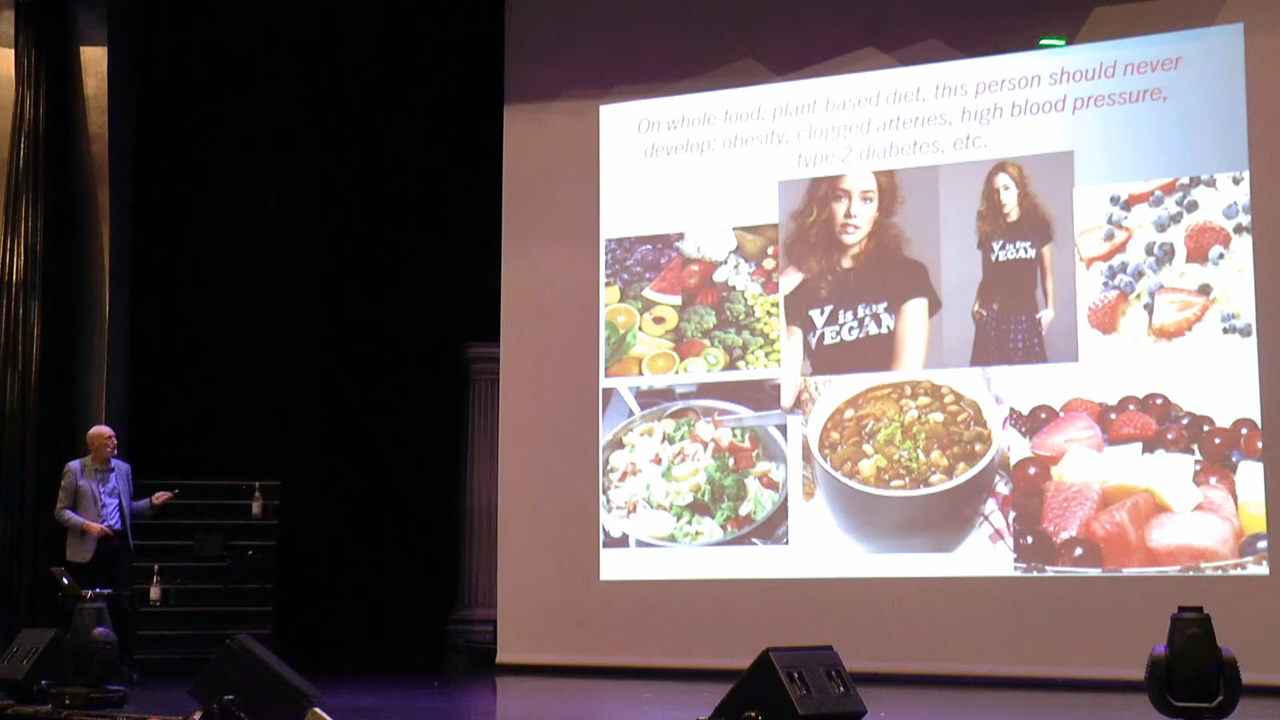 On whole food, plant based diet, this person should never
develop: obesity, clogged arteries, high blood pressure,
type 2 diabetes, etc.
V is for
VEGAN
V is for
VEGAN